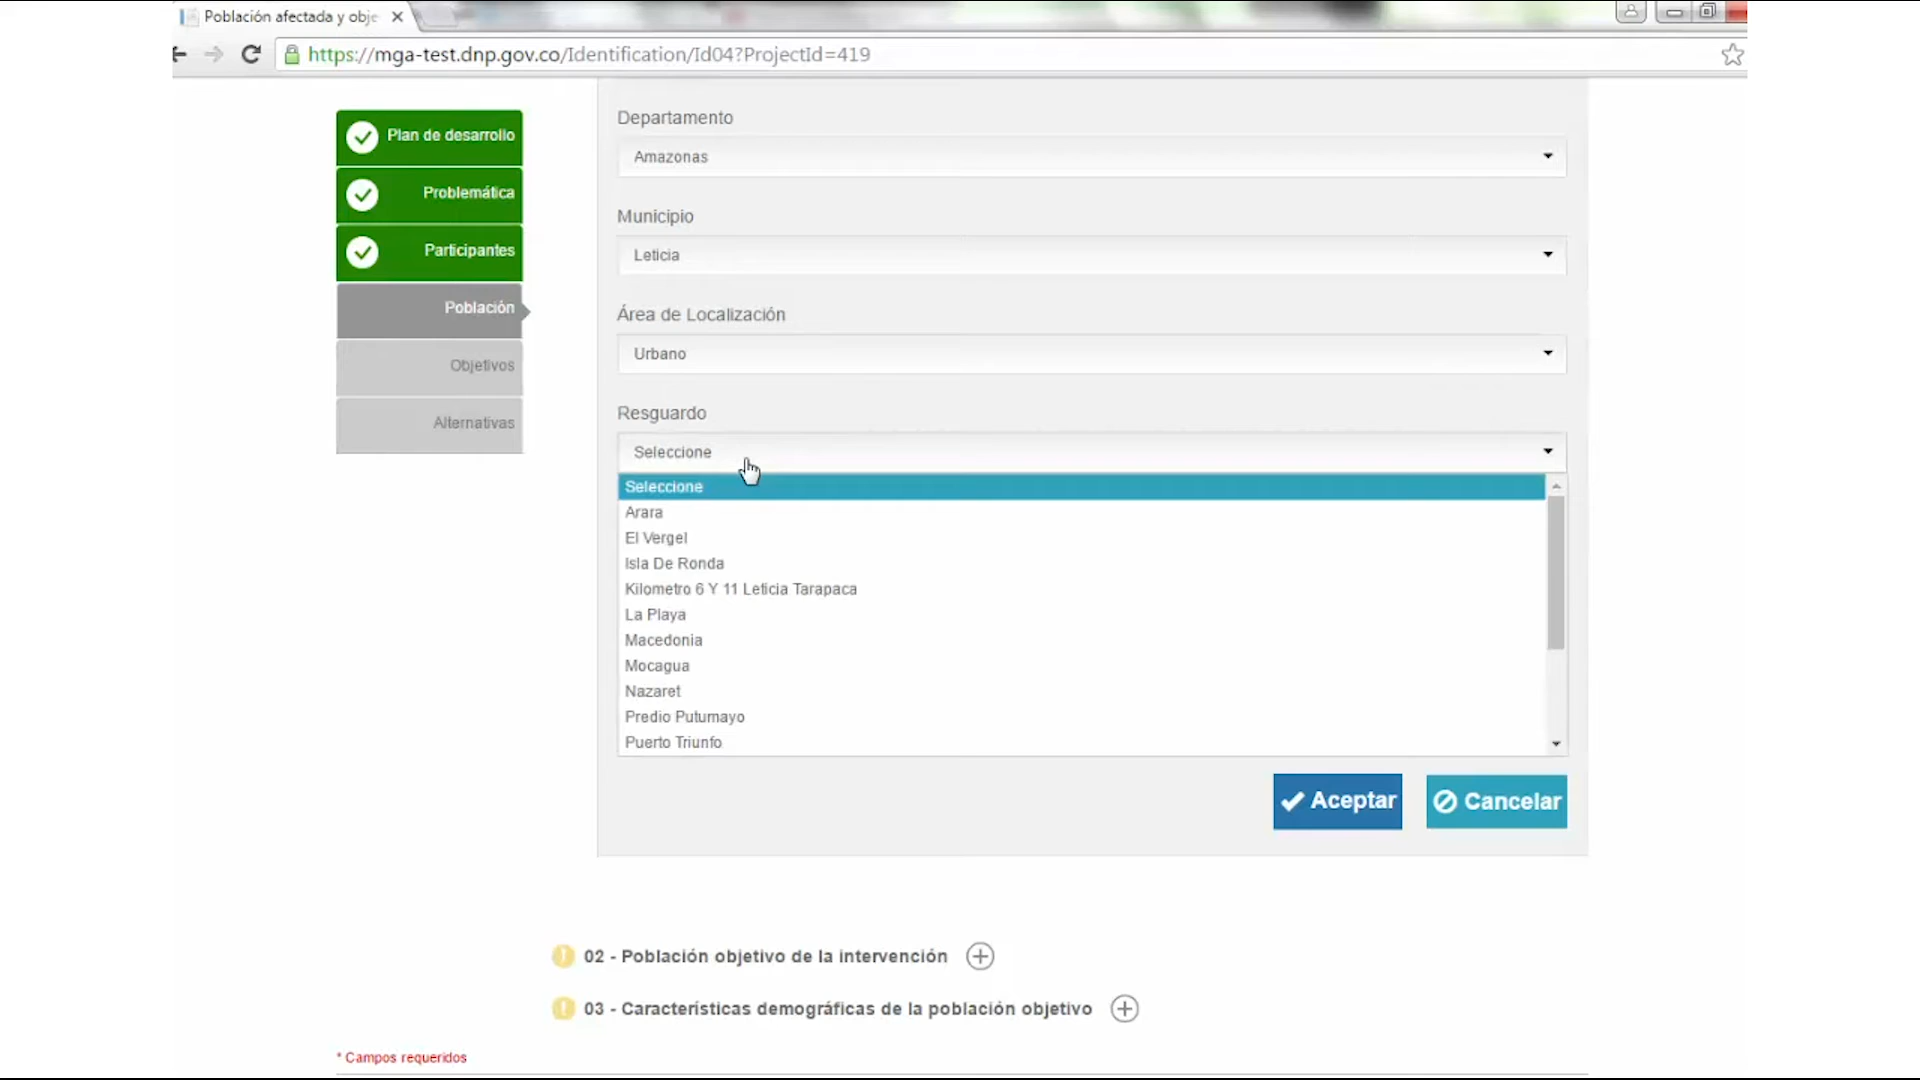 Población afectada y obje
https://mga-test.dnp.gov.co/Identification/Id04?ProjectId=419
Plan de desarrollo
Problemática
Participantes
Población
Objetivos
Alternativas
Departamento
Amazonas
Municipio
Leticia
Área de Localización
Urbano
Resguardo
Seleccione
Seleccione
Arara
El Vergel
Isla De Ronda
Kilometro 6 Y 11 Leticia Tarapaca
La Playa
Macedonia
Mocagua
Nazaret
Predio Putumayo
Puerto Triunfo
Aceptar
Cancelar
02 - Población objetivo de la intervención
03 - Características demográficas de la población objetivo
* Campos requeridos